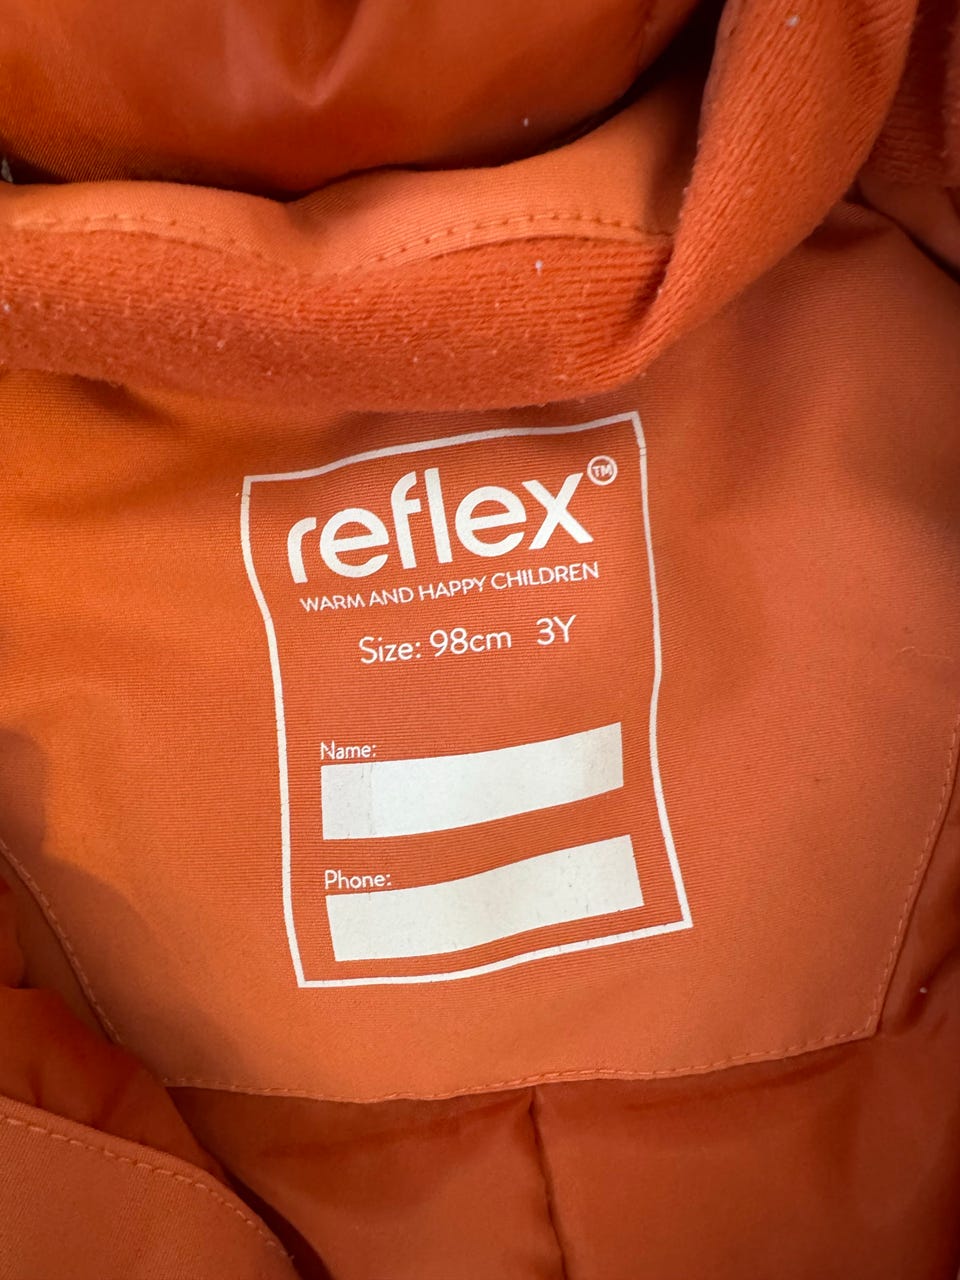 reflex™
WARM AND HAPPY CHILDREN
Size: 98cm 3Y
Name:
Phone: